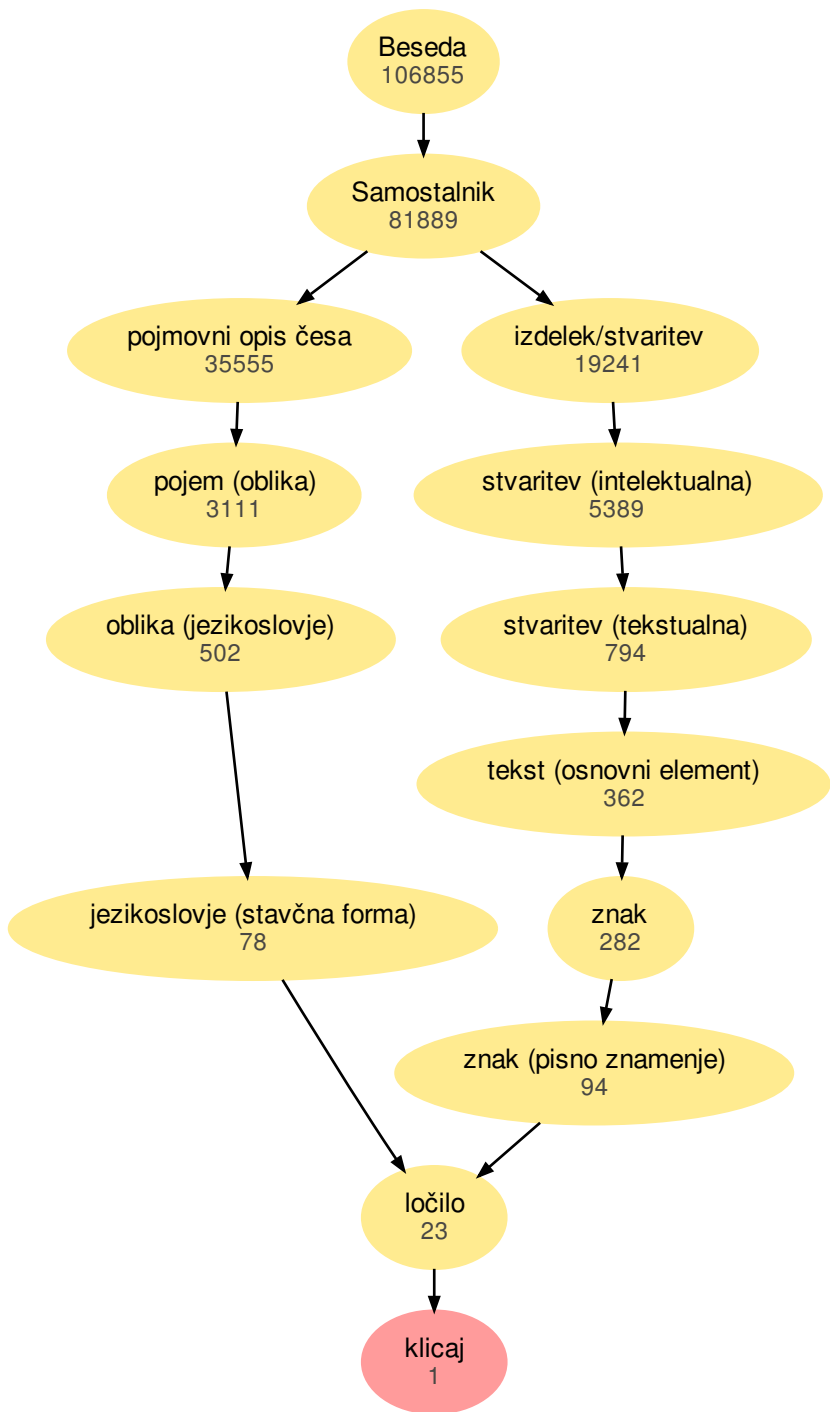 Beseda
106855
Samostalnik
81889
pojmovni opis česa
35555
izdelek/stvaritev
19241
pojem (oblika)
3111
stvaritev (intelektualna)
5389
oblika (jezikoslovje)
502
stvaritev (tekstualna)
794
tekst (osnovni element)
362
jezikoslovje (stavčna forma)
78
znak
282
znak (pisno znamenje)
94
ločilo
23
klicaj
1